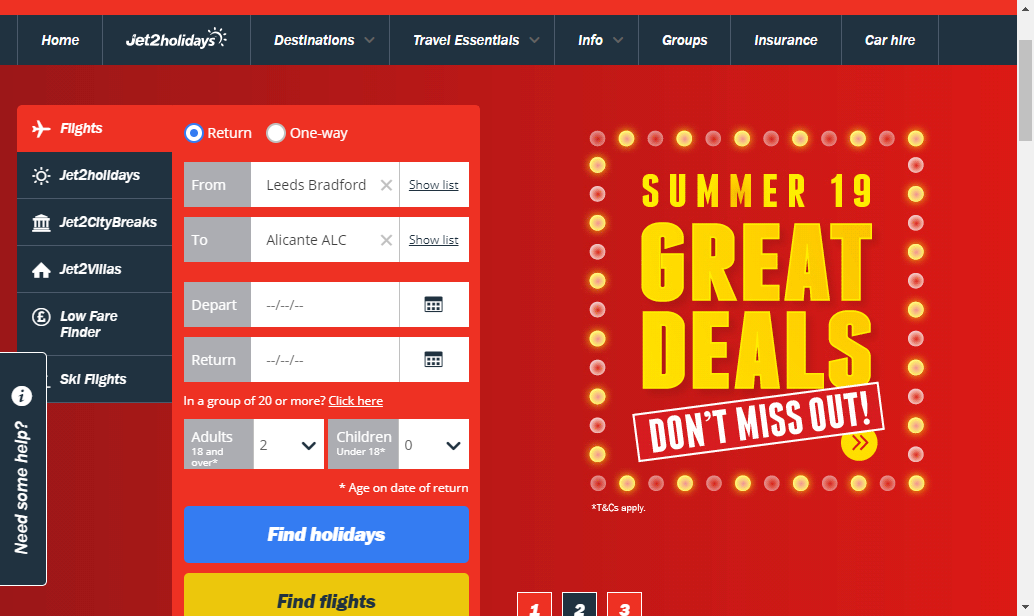 Home
Jet2holidays
Destinations
Travel Essentials
Info
Groups
Insurance
Car hire
Flights
Jet2holidays
Jet2CityBreaks
Jet2Villas
Low Fare
Finder
Ski Flights
Need some help?
Return
One-way
From
Leeds Bradford
Show list
To
Alicante ALC
Show list
Depart
--/--/--
Return
--/--/--
In a group of 20 or more? Click here
Adults
18 and
over*
2
Children
Under 18*
0
* Age on date of return
Find holidays
Find flights
SUMMER 19
GREAT
DEALS
DON'T MISS OUT!
*T&Cs apply.
1
2
3